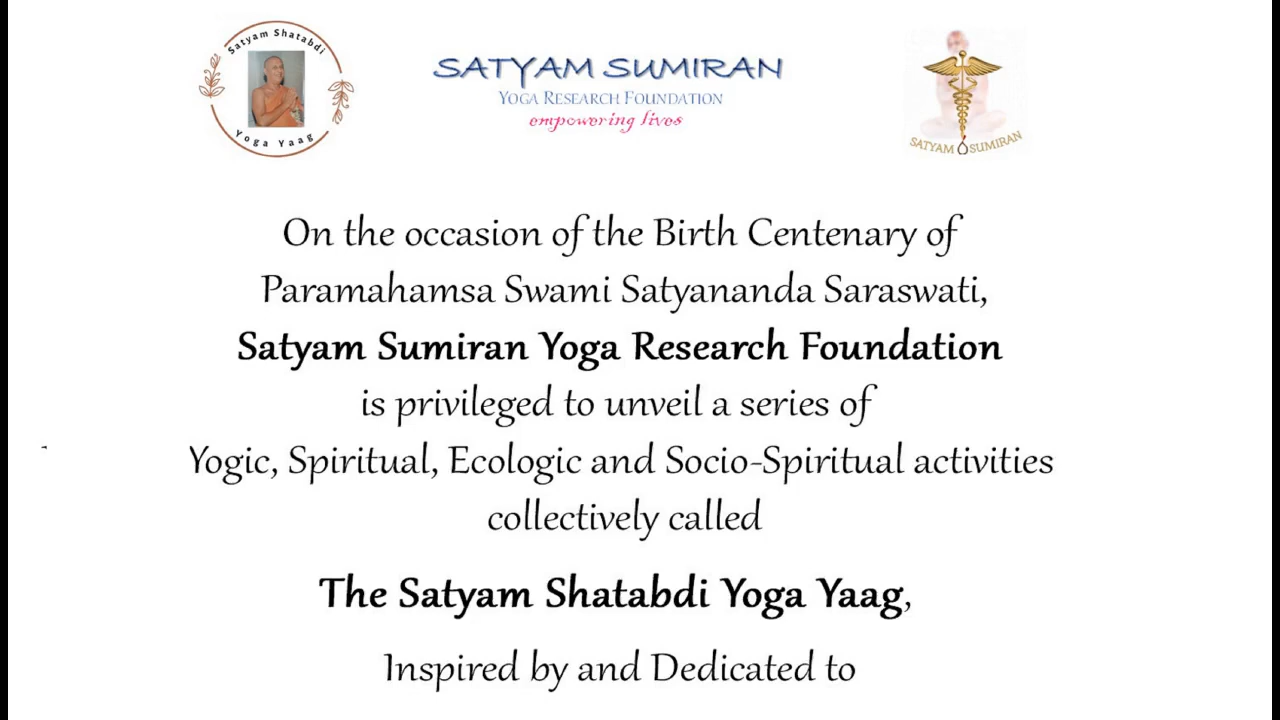 Satyam Shatabdi
Yoga Yaag
SATYAM SUMIRAN
YOGA RESEARCH FOUNDATION
empowering lives
SATYAM SUMIRAN
On the occasion of the Birth Centenary of
Paramahamsa Swami Satyananda Saraswati,
Satyam Sumiran Yoga Research Foundation
is privileged to unveil a series of
Yogic, Spiritual, Ecologic and Socio-Spiritual activities
collectively called
The Satyam Shatabdi Yoga Yaag,
Inspired by and Dedicated to